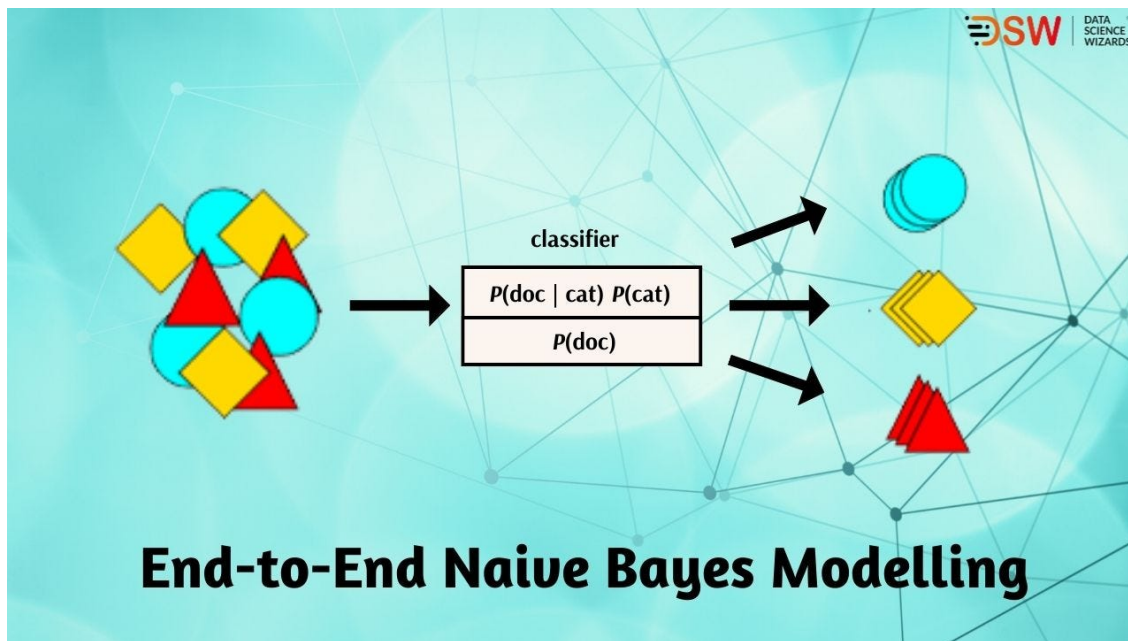 DSW
DATA
SCIENCE
WIZARDS
classifier
P(doc | cat) P(cat)
P(doc)
End-to-End Naive Bayes Modelling